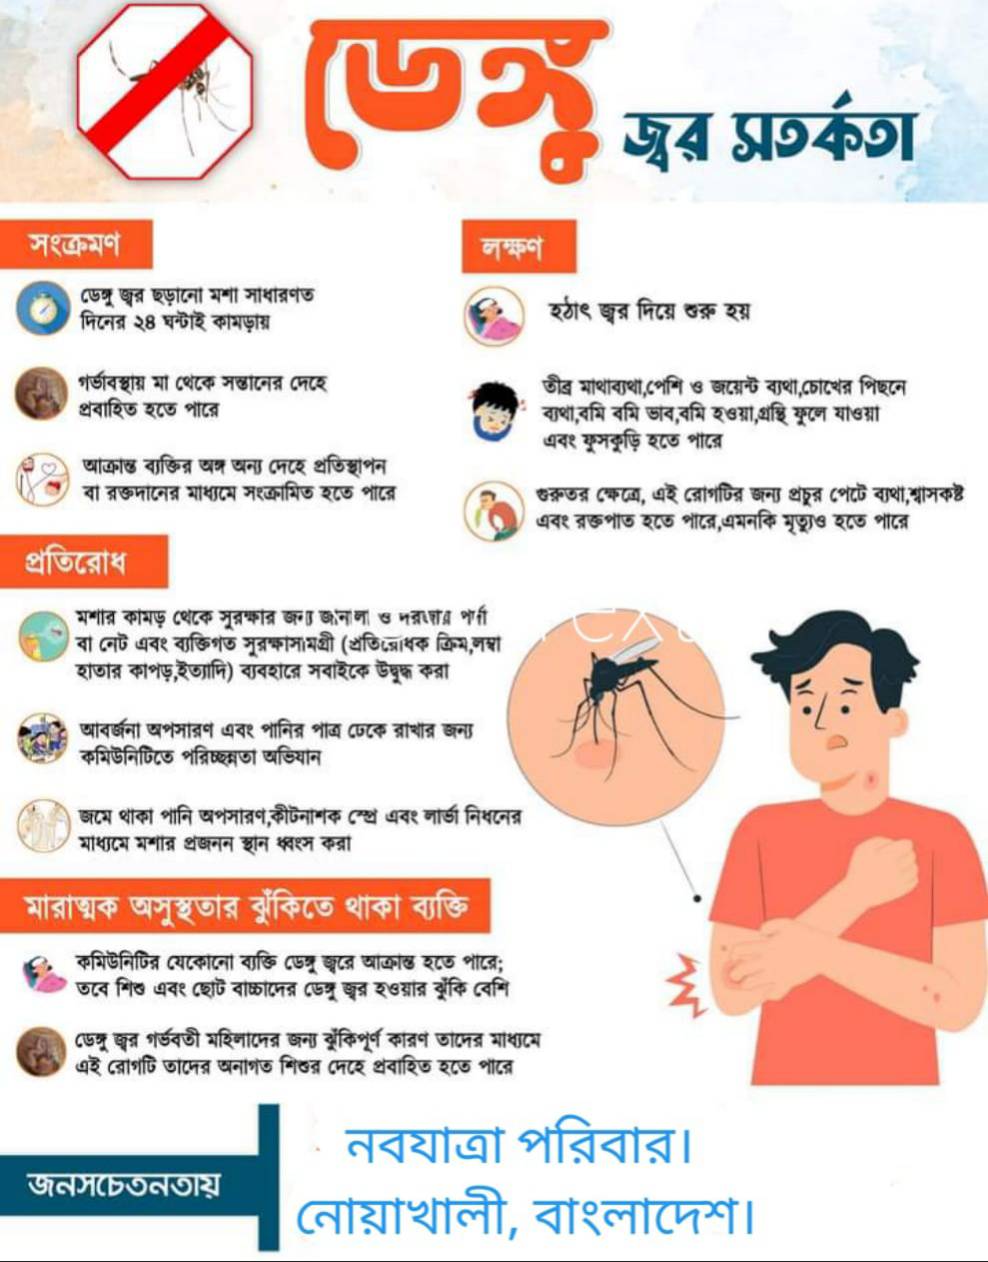 ডেঙ্গু
জ্বর সতর্কতা
সংক্রমণ
ডেঙ্গু জ্বর ছড়ানো মশা সাধারণত
দিনের ২৪ ঘন্টাই কামড়ায়
গর্ভাবস্থায় মা থেকে সন্তানের দেহে
প্রবাহিত হতে পারে
আক্রান্ত ব্যক্তির অঙ্গ অন্য দেহে প্রতিস্থাপন
বা রক্তদানের মাধ্যমে সংক্রামিত হতে পারে
লক্ষণ
হঠাৎ জ্বর দিয়ে শুরু হয়
তীব্র মাথাব্যথা,পেশি ও জয়েন্ট ব্যথা,চোখের পিছনে
ব্যথা,বমি বমি ভাব,বমি হওয়া,গ্রন্থি ফুলে যাওয়া
এবং ফুসকুড়ি হতে পারে
গুরুতর ক্ষেত্রে, এই রোগটির জন্য প্রচুর পেটে ব্যথা,শ্বাসকষ্ট
এবং রক্তপাত হতে পারে,এমনকি মৃত্যুও হতে পারে
প্রতিরোধ
মশার কামড় থেকে সুরক্ষার জন্য জানালা ও দরজার পর্দা
বা নেট এবং ব্যক্তিগত সুরক্ষাসামগ্রী (প্রতিরোধক ক্রিম,লম্বা
হাতার কাপড়,ইত্যাদি) ব্যবহারে সবাইকে উদ্বুদ্ধ করা
আবর্জনা অপসারণ এবং পানির পাত্র ঢেকে রাখার জন্য
কমিউনিটিতে পরিচ্ছন্নতা অভিযান
জমে থাকা পানি অপসারণ,কীটনাশক স্প্রে এবং লার্ভা নিধনের
মাধ্যমে মশার প্রজনন স্থান ধ্বংস করা
মারাত্মক অসুস্থতার ঝুঁকিতে থাকা ব্যক্তি
কমিউনিটির যেকোনো ব্যক্তি ডেঙ্গু জ্বরে আক্রান্ত হতে পারে;
তবে শিশু এবং ছোট বাচ্চাদের ডেঙ্গু জ্বর হওয়ার ঝুঁকি বেশি
ডেঙ্গু জ্বর গর্ভবতী মহিলাদের জন্য ঝুঁকিপূর্ণ কারণ তাদের মাধ্যমে
এই রোগটি তাদের অনাগত শিশুর দেহে প্রবাহিত হতে পারে
জনসচেতনতায়
নবযাত্রা পরিবার।
নোয়াখালী, বাংলাদেশ।